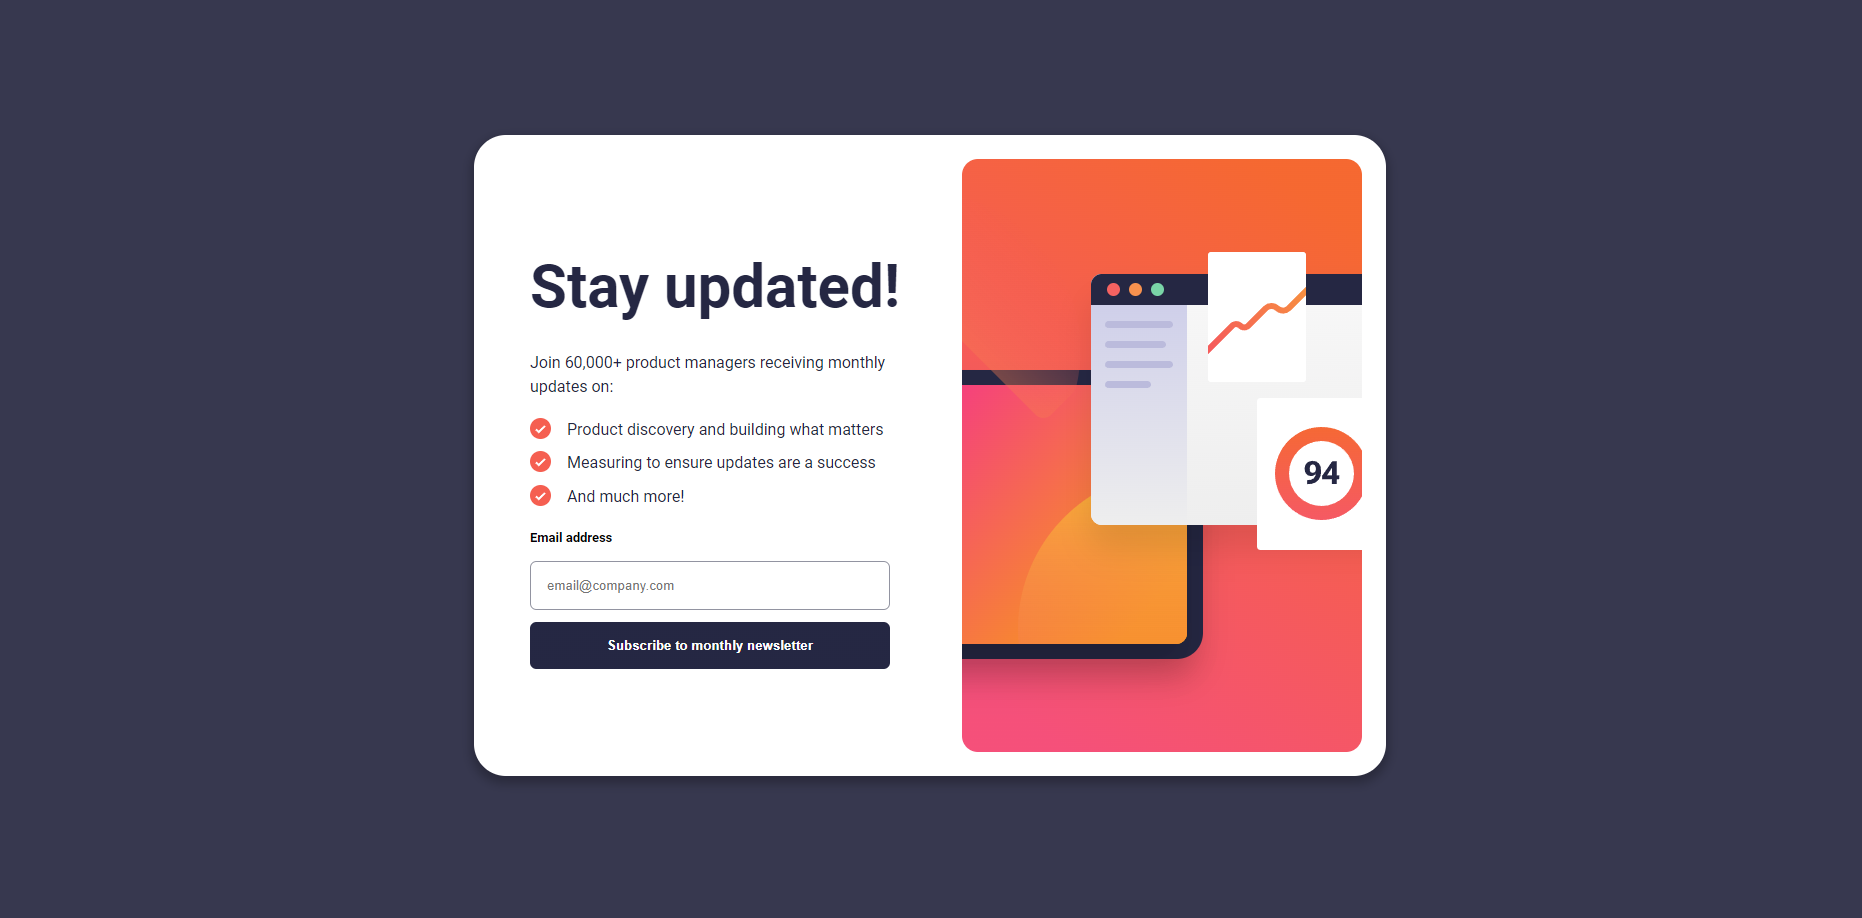 Stay updated!
Join 60,000+ product managers receiving monthly
updates on:
Product discovery and building what matters
Measuring to ensure updates are a success
And much more!
Email address
email@company.com
Subscribe to monthly newsletter
94